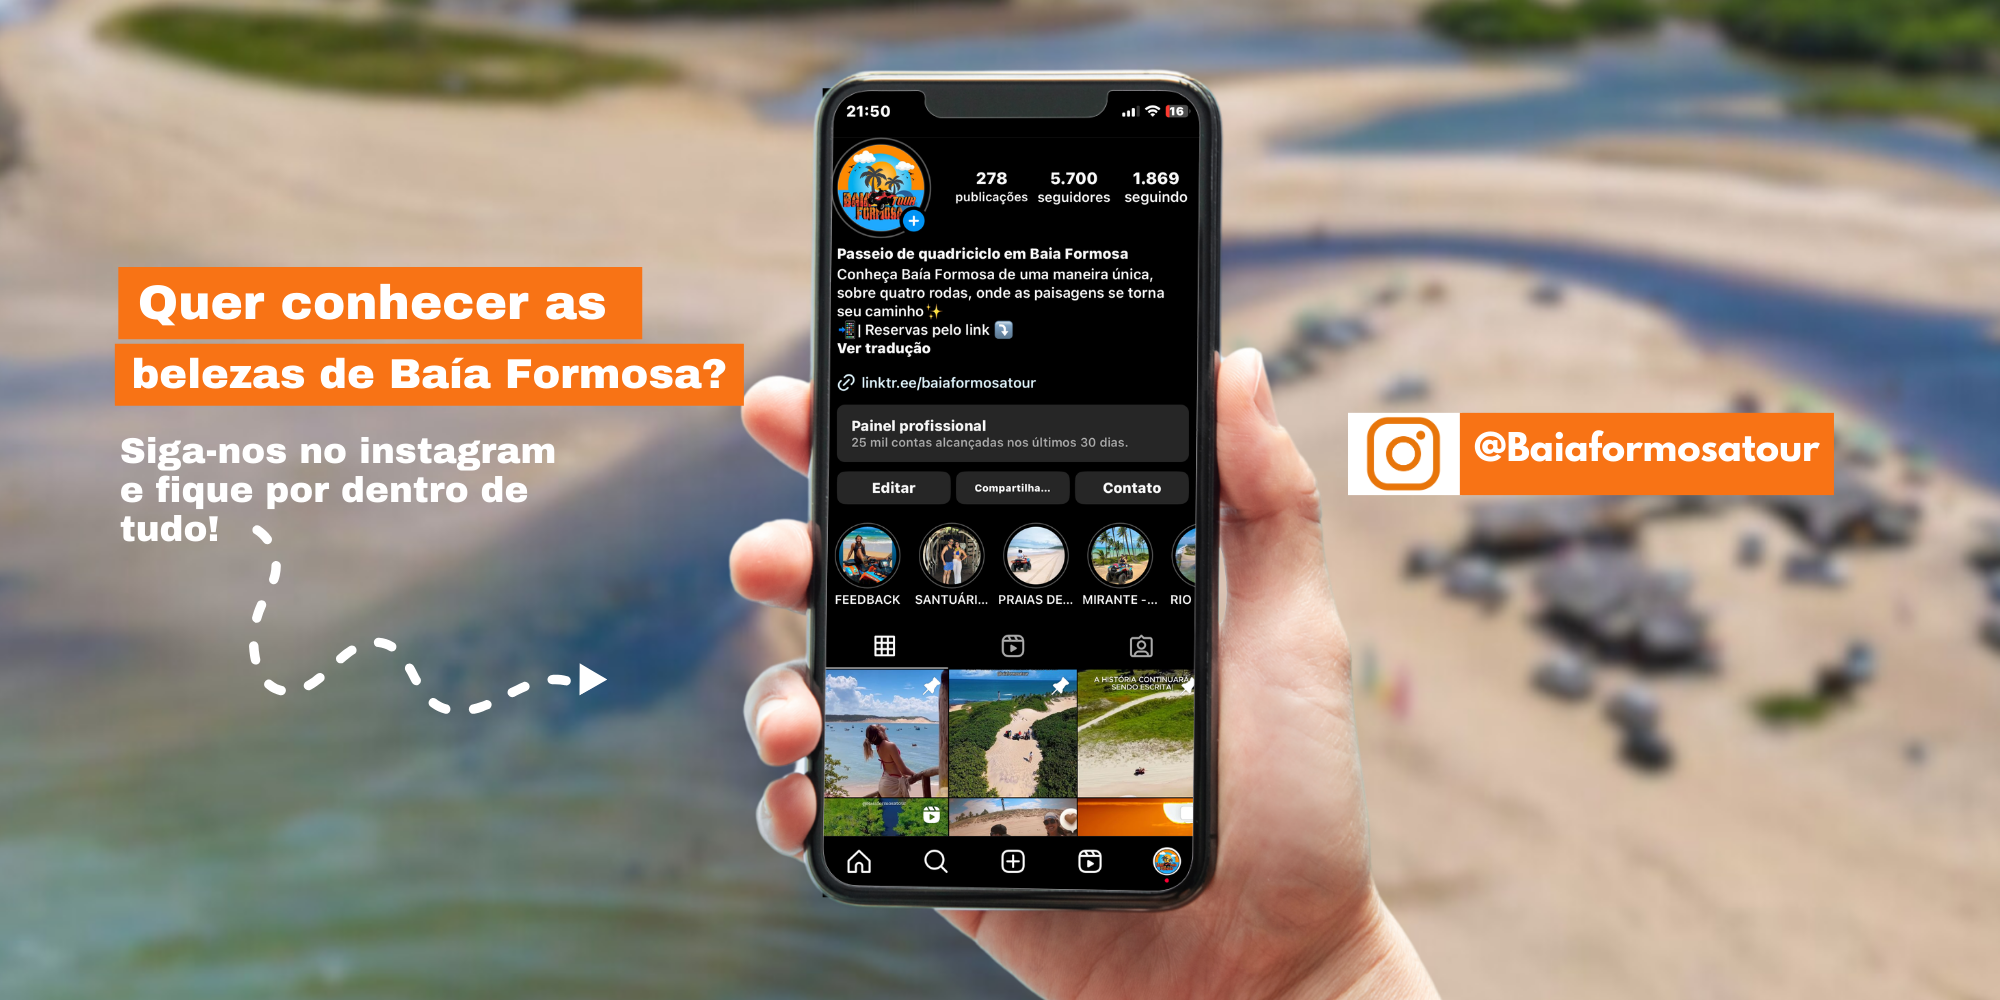 Quer conhecer as
belezas de Baía Formosa?
Siga-nos no instagram
e fique por dentro de
tudo!
21:50
16
BAIA TOUR
FORMOSA
278
publicações
5.700
seguidores
1.869
seguindo
Passeio de quadriciclo em Baia Formosa
Conheça Baía Formosa de uma maneira única,
sobre quatro rodas, onde as paisagens se torna
seu caminho✨
📲| Reservas pelo link ⤵️
Ver tradução
linktr.ee/baiaformosatour
Painel profissional
25 mil contas alcançadas nos últimos 30 dias.
Editar
Compartilha...
Contato
FEEDBACK
SANTUÁRI...
PRAIAS DE...
MIRANTE -...
RIO
A HISTÓRIA CONTINUARÁ
SENDO ESCRITA!
@Baiaformosatour